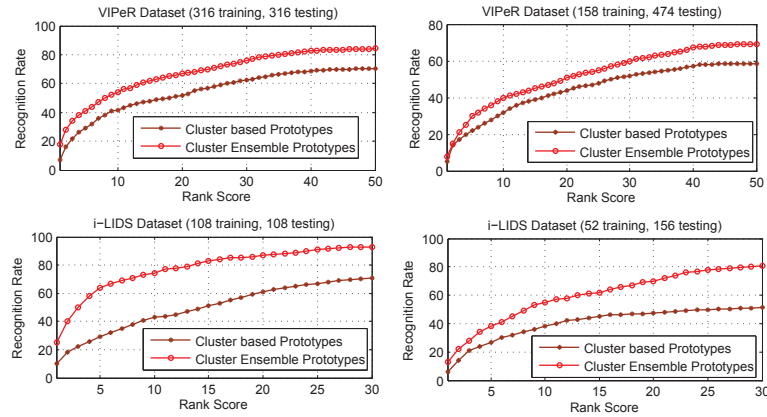 VIPeR Dataset (316 training, 316 testing)
100
80
60
40
20
0
10
20
30
40
50
Recognition Rate
Rank Score
Cluster based Prototypes
Cluster Ensemble Prototypes
VIPeR Dataset (158 training, 474 testing)
80
60
40
20
0
10
20
30
40
50
Recognition Rate
Rank Score
Cluster based Prototypes
Cluster Ensemble Prototypes
i−LIDS Dataset (108 training, 108 testing)
100
80
60
40
20
0
5
10
15
20
25
30
Recognition Rate
Rank Score
Cluster based Prototypes
Cluster Ensemble Prototypes
i−LIDS Dataset (52 training, 156 testing)
100
80
60
40
20
0
5
10
15
20
25
30
Recognition Rate
Rank Score
Cluster based Prototypes
Cluster Ensemble Prototypes